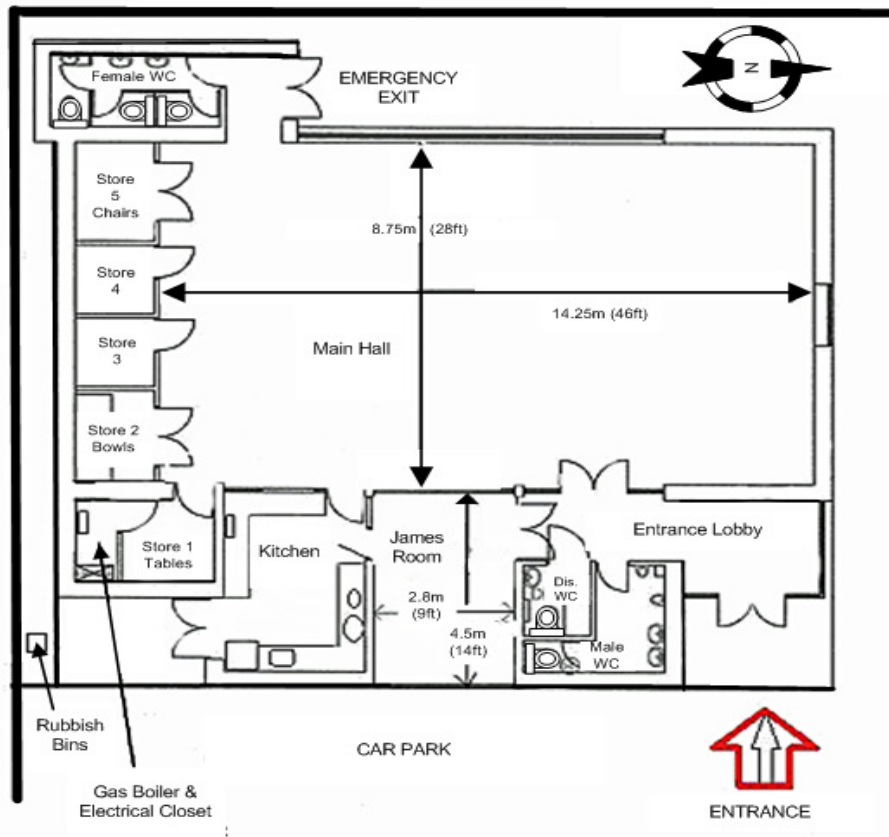 Female WC
EMERGENCY
EXIT
N
Store
5
Chairs
8.75m (28ft)
Store
4
14.25m (46ft)
Store
3
Main Hall
Store 2
Bowls
Store 1
Tables
Kitchen
James
Room
Entrance Lobby
Dis.
WC
2.8m
(9ft)
4.5m
(14ft)
Male
WC
Rubbish
Bins
CAR PARK
Gas Boiler &
Electrical Closet
ENTRANCE